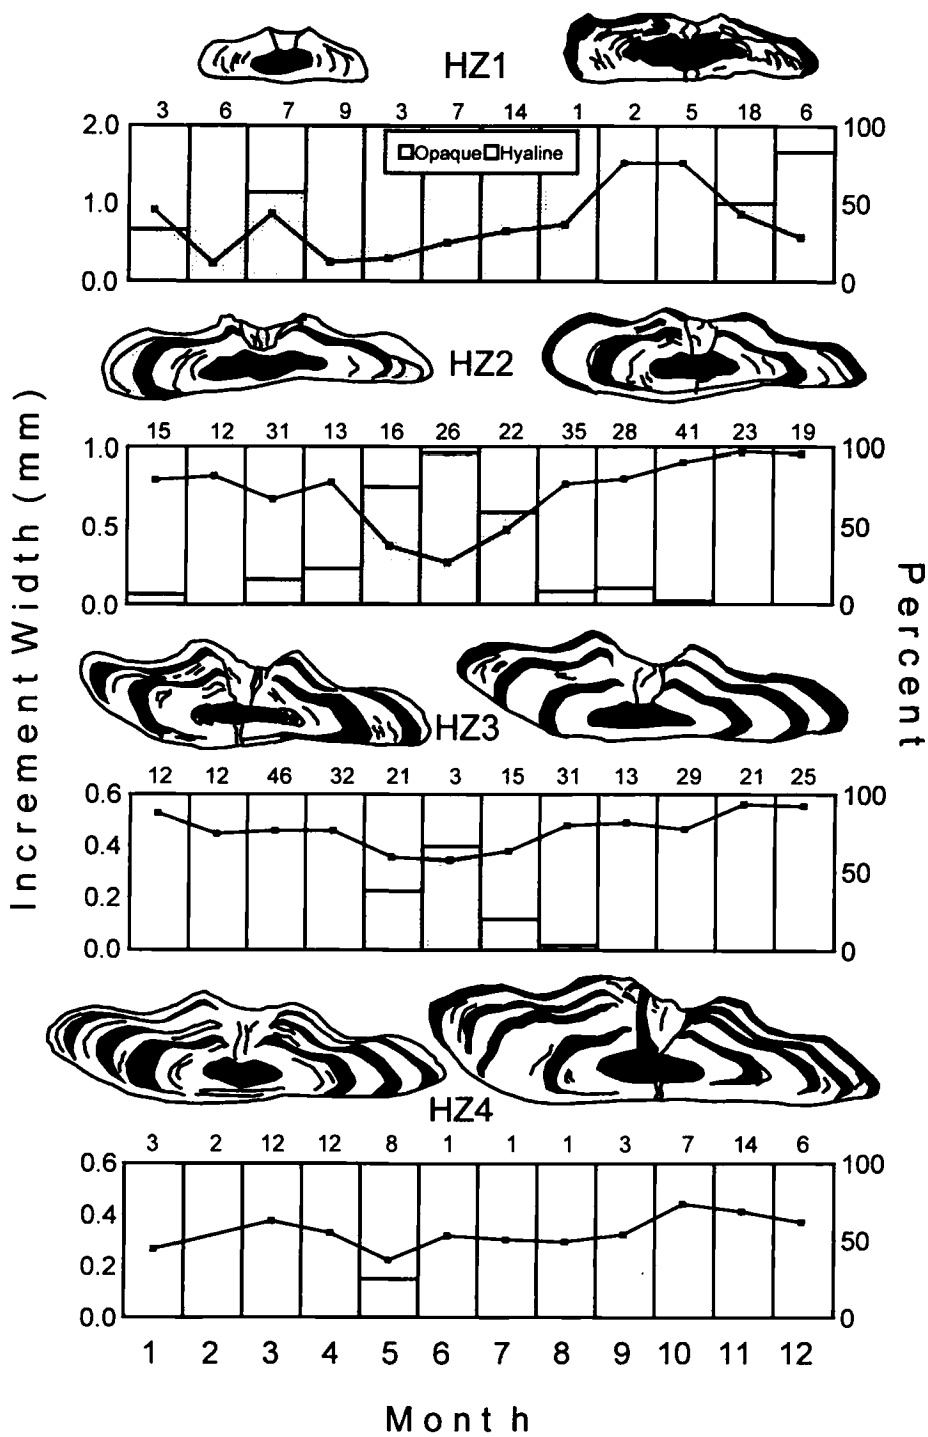 HZ1
3 6 7 9 3 7 14 1 2 5 18 6
2.0 100
Opaque Hyaline
1.0 50
0.0 0
HZ2
15 12 31 13 16 26 22 35 28 41 23 19
1.0 100
0.5 50
0.0 0
HZ3
12 12 46 32 21 3 15 31 13 29 21 25
0.6 100
0.4
50
0.2
0.0 0
HZ4
3 2 12 12 8 1 1 1 3 7 14 6
0.6 100
0.4
50
0.2
0.0 0
1 2 3 4 5 6 7 8 9 10 11 12
Month
Increment Width (mm)
Percent